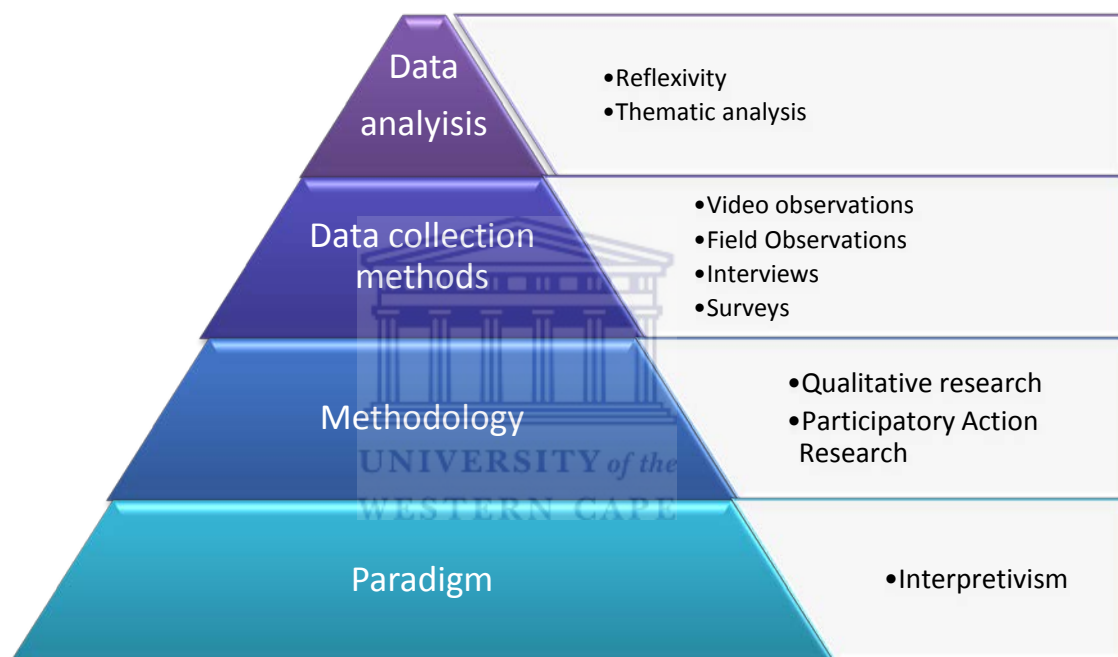 Data
analyisis
•Reflexivity
•Thematic analysis
Data collection
methods
•Video observations
•Field Observations
•Interviews
•Surveys
Methodology
•Qualitative research
•Participatory Action
Research
UNIVERSITY of the
WESTERN CAPE
Paradigm
•Interpretivism